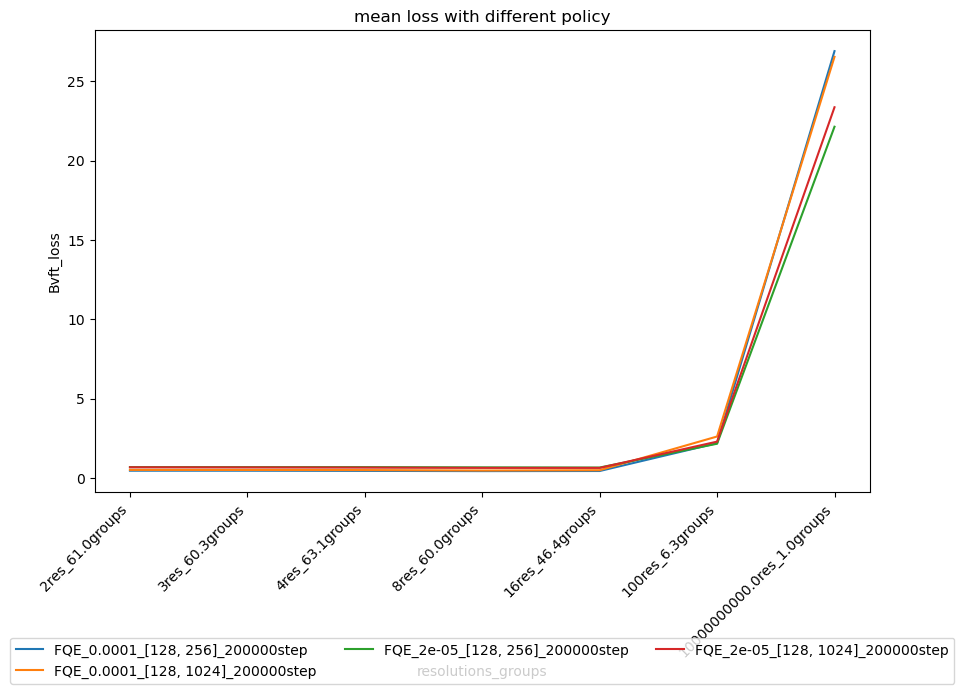 mean loss with different policy
25
20
15
10
5
0
Bvft_loss
2res_61.0groups
3res_60.3groups
4res_63.1groups
8res_60.0groups
16res_46.4groups
100res_6.3groups
10000000000.0res_1.0groups
FQE_0.0001_[128, 256]_200000step
FQE_0.0001_[128, 1024]_200000step
FQE_2e-05_[128, 256]_200000step
FQE_2e-05_[128, 1024]_200000step
resolutions_groups